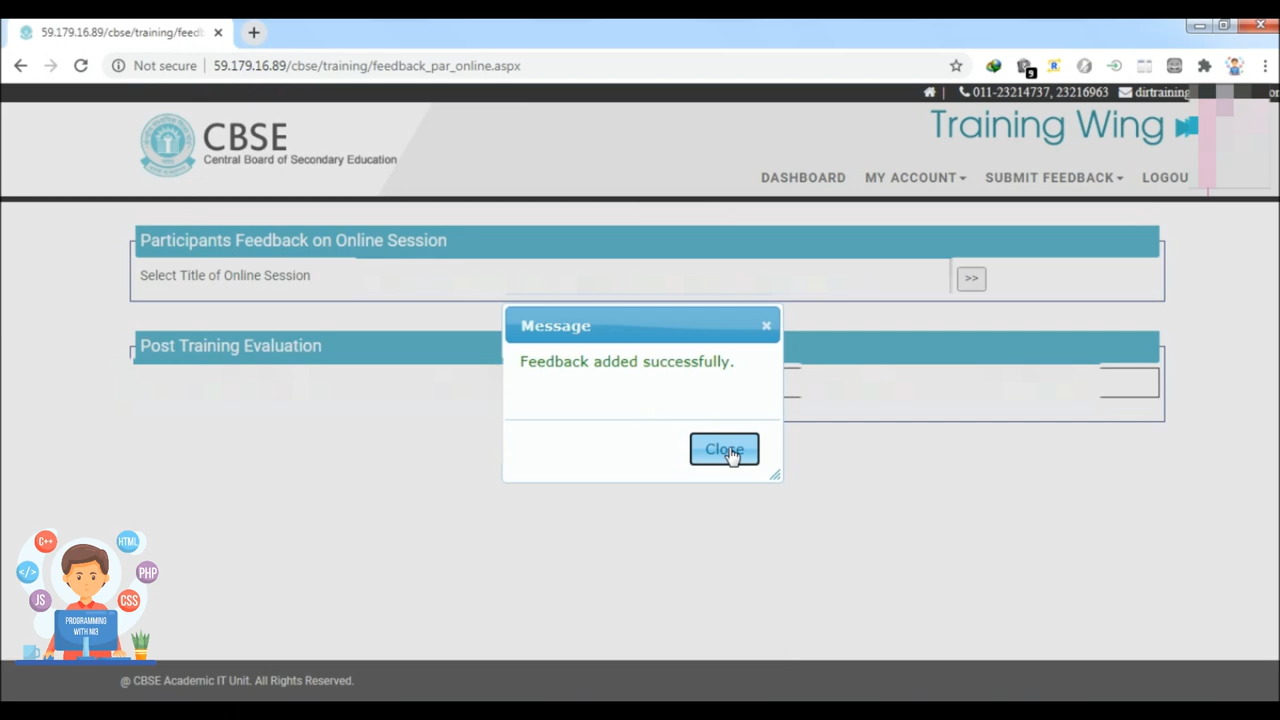 59.179.16.89/cbse/training/feed
Not secure
59.179.16.89/cbse/training/feedback_par_online.aspx
9
011-23214737, 23216963
dirtraining
CBSE
Central Board of Secondary Education
Training Wing
DASHBOARD
MY ACCOUNT
SUBMIT FEEDBACK
LOGOU
Participants Feedback on Online Session
Select Title of Online Session
>>
Message
Post Training Evaluation
Feedback added successfully.
Close
C++
HTML
</>
PHP
JS
CSS
PROGRAMMING
WITH NI3
@ CBSE Academic IT Unit. All Rights Reserved.